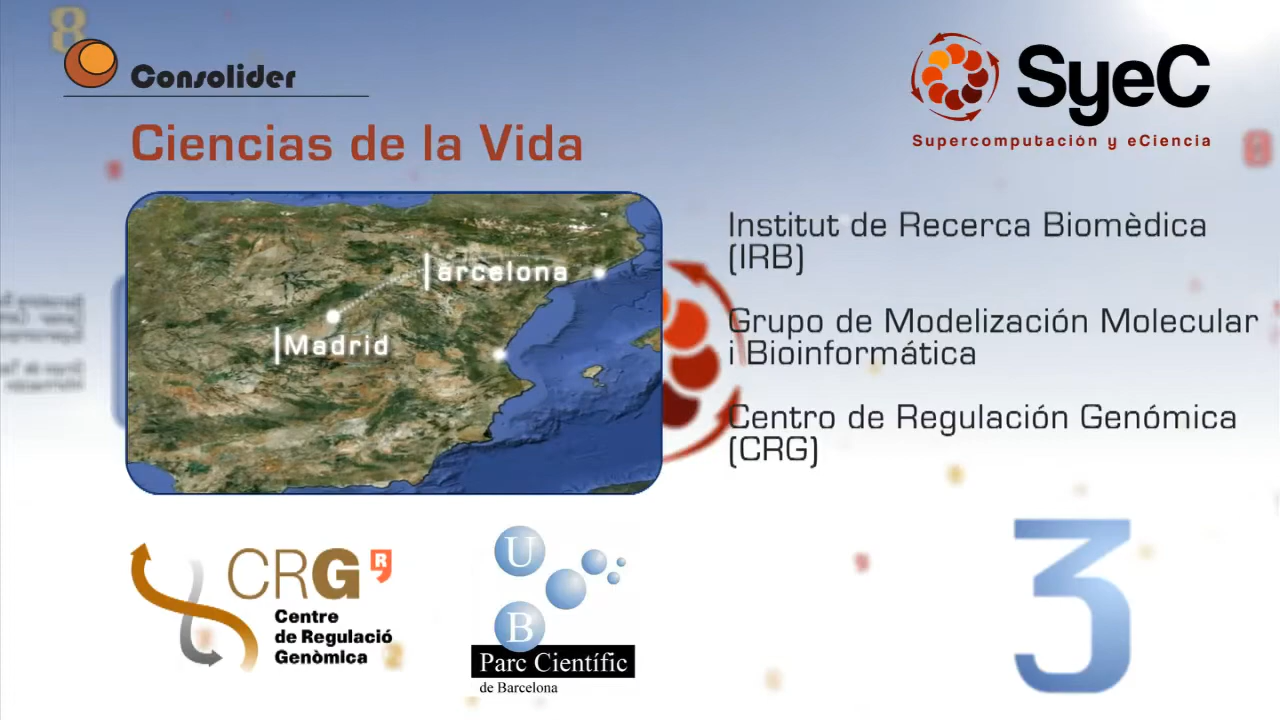 Consolider
SyeC
Supercomputación y eCiencia
Ciencias de la Vida
arcelona
Madrid
Institut de Recerca Biomèdica
(IRB)
Grupo de Modelización Molecular
i Bioinformática
Centro de Regulación Genómica
(CRG)
CRG R
Centre
de Regulació
Genòmica
U
B
Parc Científic
de Barcelona
3
8